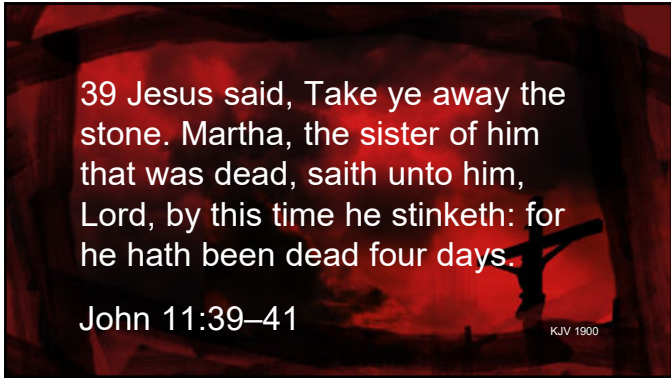 39 Jesus said, Take ye away the
stone. Martha, the sister of him
that was dead, saith unto him,
Lord, by this time he stinketh: for
he hath been dead four days.
John 11:39–41
KJV 1900